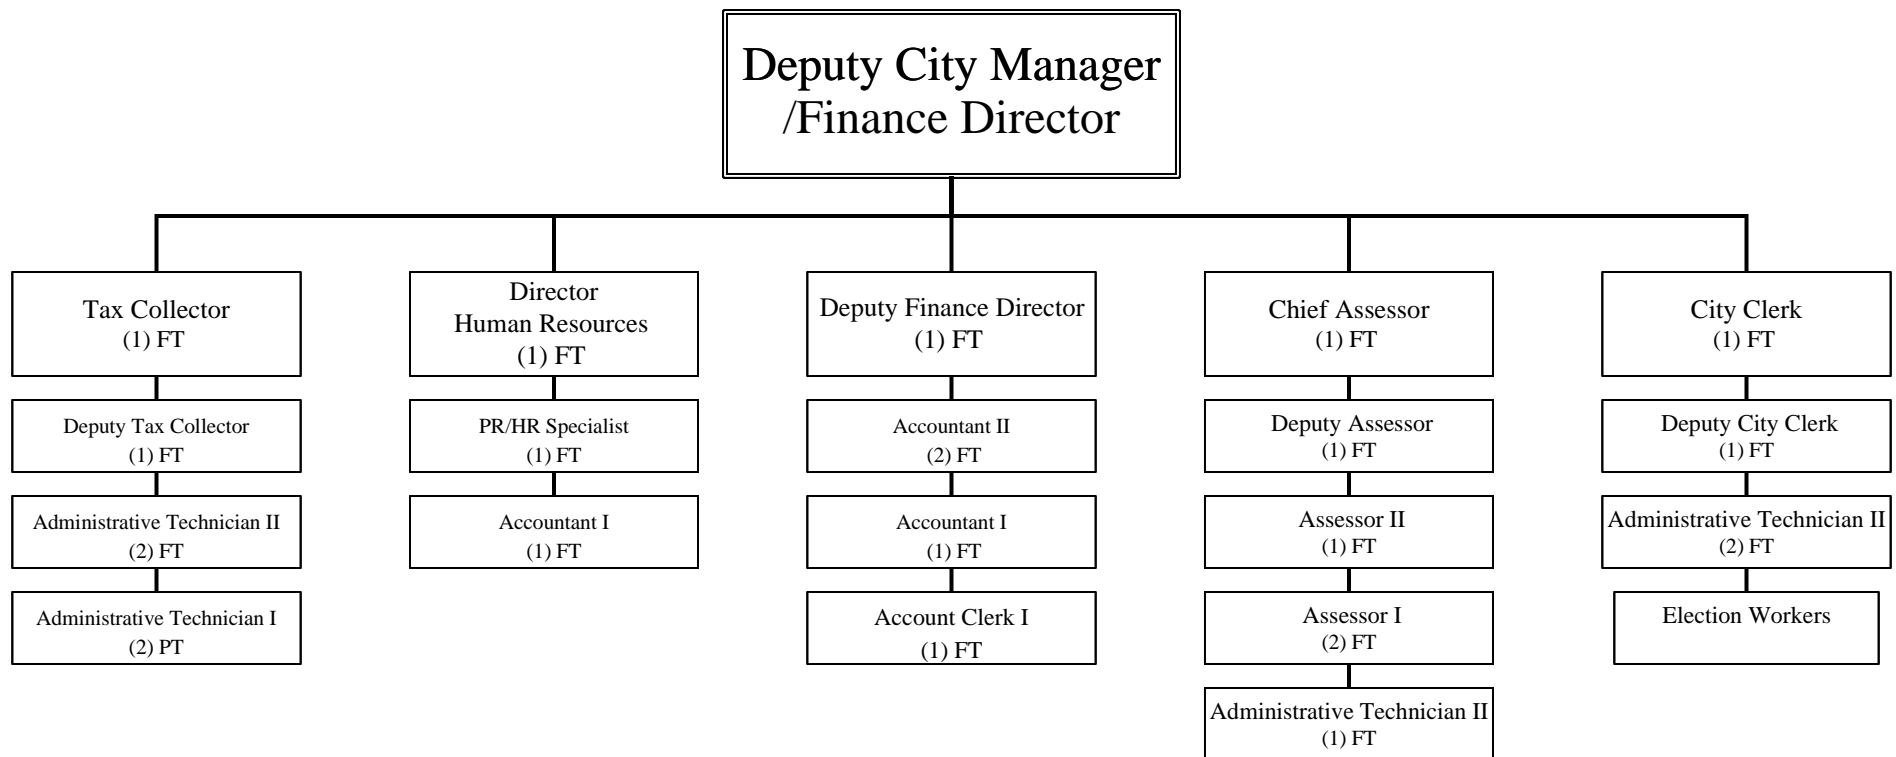 Deputy City Manager
/Finance Director
Tax Collector
(1) FT
Deputy Tax Collector
(1) FT
Administrative Technician II
(2) FT
Administrative Technician I
(2) PT
Director
Human Resources
(1) FT
PR/HR Specialist
(1) FT
Accountant I
(1) FT
Deputy Finance Director
(1) FT
Accountant II
(2) FT
Accountant I
(1) FT
Account Clerk I
(1) FT
Chief Assessor
(1) FT
Deputy Assessor
(1) FT
Assessor II
(1) FT
Assessor I
(2) FT
Administrative Technician II
(1) FT
City Clerk
(1) FT
Deputy City Clerk
(1) FT
Administrative Technician II
(2) FT
Election Workers